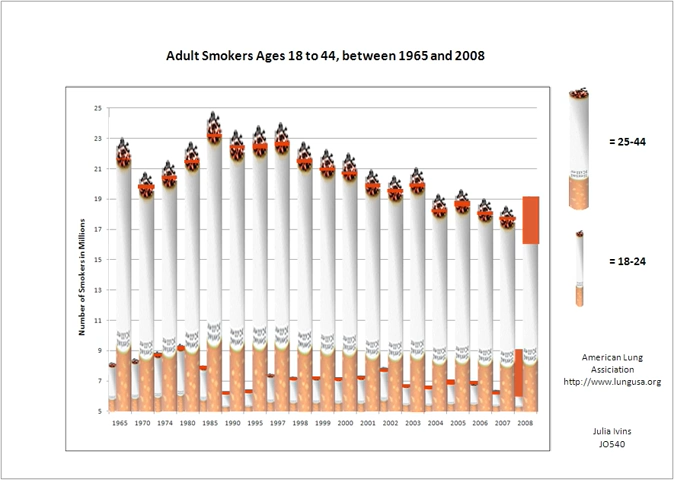 Adult Smokers Ages 18 to 44, between 1965 and 2008
Number of Smokers in Millions
25
23
21
19
17
15
13
11
9
7
5
1965 1970 1974 1980 1985 1990 1995 1997 1998 1999 2000 2001 2002 2003 2004 2005 2006 2007 2008
= 25-44
= 18-24
American Lung
Assiciation
http://www.lungusa.org
Julia Ivins
JO540